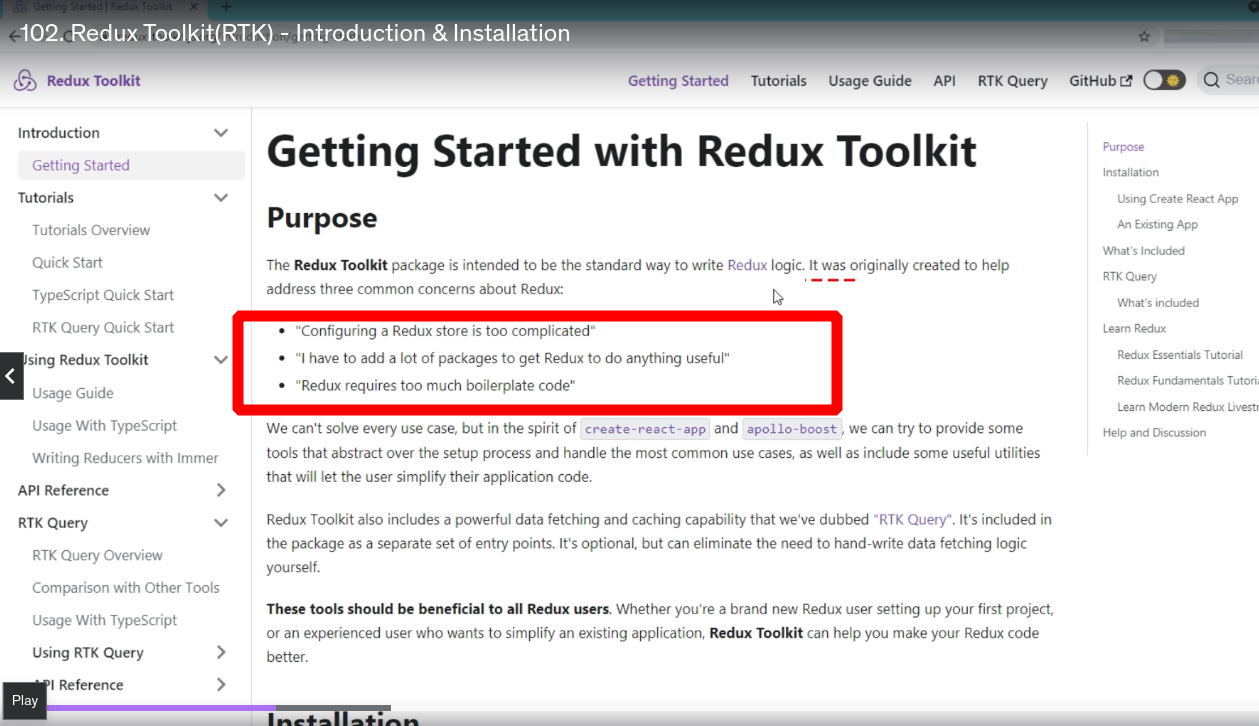 Getting Started | Redux Toolkit
102. Redux Toolkit(RTK) - Introduction & Installation
Redux Toolkit
Getting Started
Tutorials
Usage Guide
API
RTK Query
GitHub
Sear
Introduction
Getting Started
Tutorials
Tutorials Overview
Quick Start
TypeScript Quick Start
RTK Query Quick Start
Using Redux Toolkit
Usage Guide
Usage With TypeScript
Writing Reducers with Immer
API Reference
RTK Query
RTK Query Overview
Comparison with Other Tools
Usage With TypeScript
Using RTK Query
API Reference
Play
Getting Started with Redux Toolkit
Purpose
The Redux Toolkit package is intended to be the standard way to write Redux logic. It was originally created to help
address three common concerns about Redux:
• "Configuring a Redux store is too complicated"
• "I have to add a lot of packages to get Redux to do anything useful"
• "Redux requires too much boilerplate code"
We can't solve every use case, but in the spirit of create-react-app and apollo-boost, we can try to provide some
tools that abstract over the setup process and handle the most common use cases, as well as include some useful utilities
that will let the user simplify their application code.
Redux Toolkit also includes a powerful data fetching and caching capability that we've dubbed "RTK Query". It's included in
the package as a separate set of entry points. It's optional, but can eliminate the need to hand-write data fetching logic
yourself.
These tools should be beneficial to all Redux users. Whether you're a brand new Redux user setting up your first project,
or an experienced user who wants to simplify an existing application, Redux Toolkit can help you make your Redux code
better.
Installation
Purpose
Installation
Using Create React App
An Existing App
What's Included
RTK Query
What's included
Learn Redux
Redux Essentials Tutorial
Redux Fundamentals Tutori
Learn Modern Redux Livestr
Help and Discussion